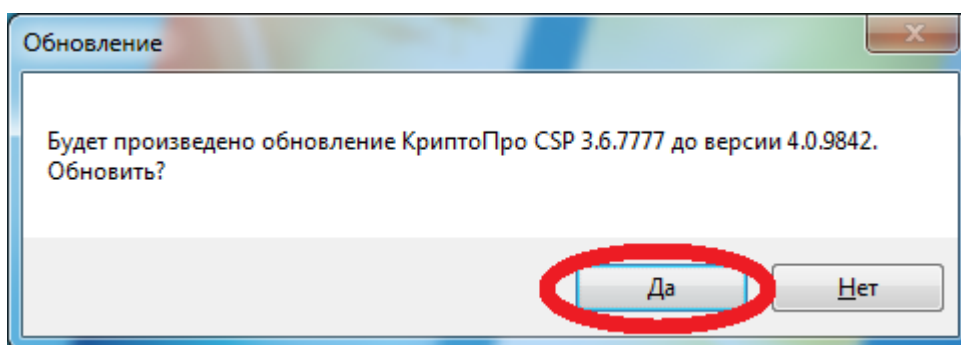 Обновление
Будет произведено обновление КриптоПро CSP 3.6.7777 до версии 4.0.9842.
Обновить?
Да
Нет